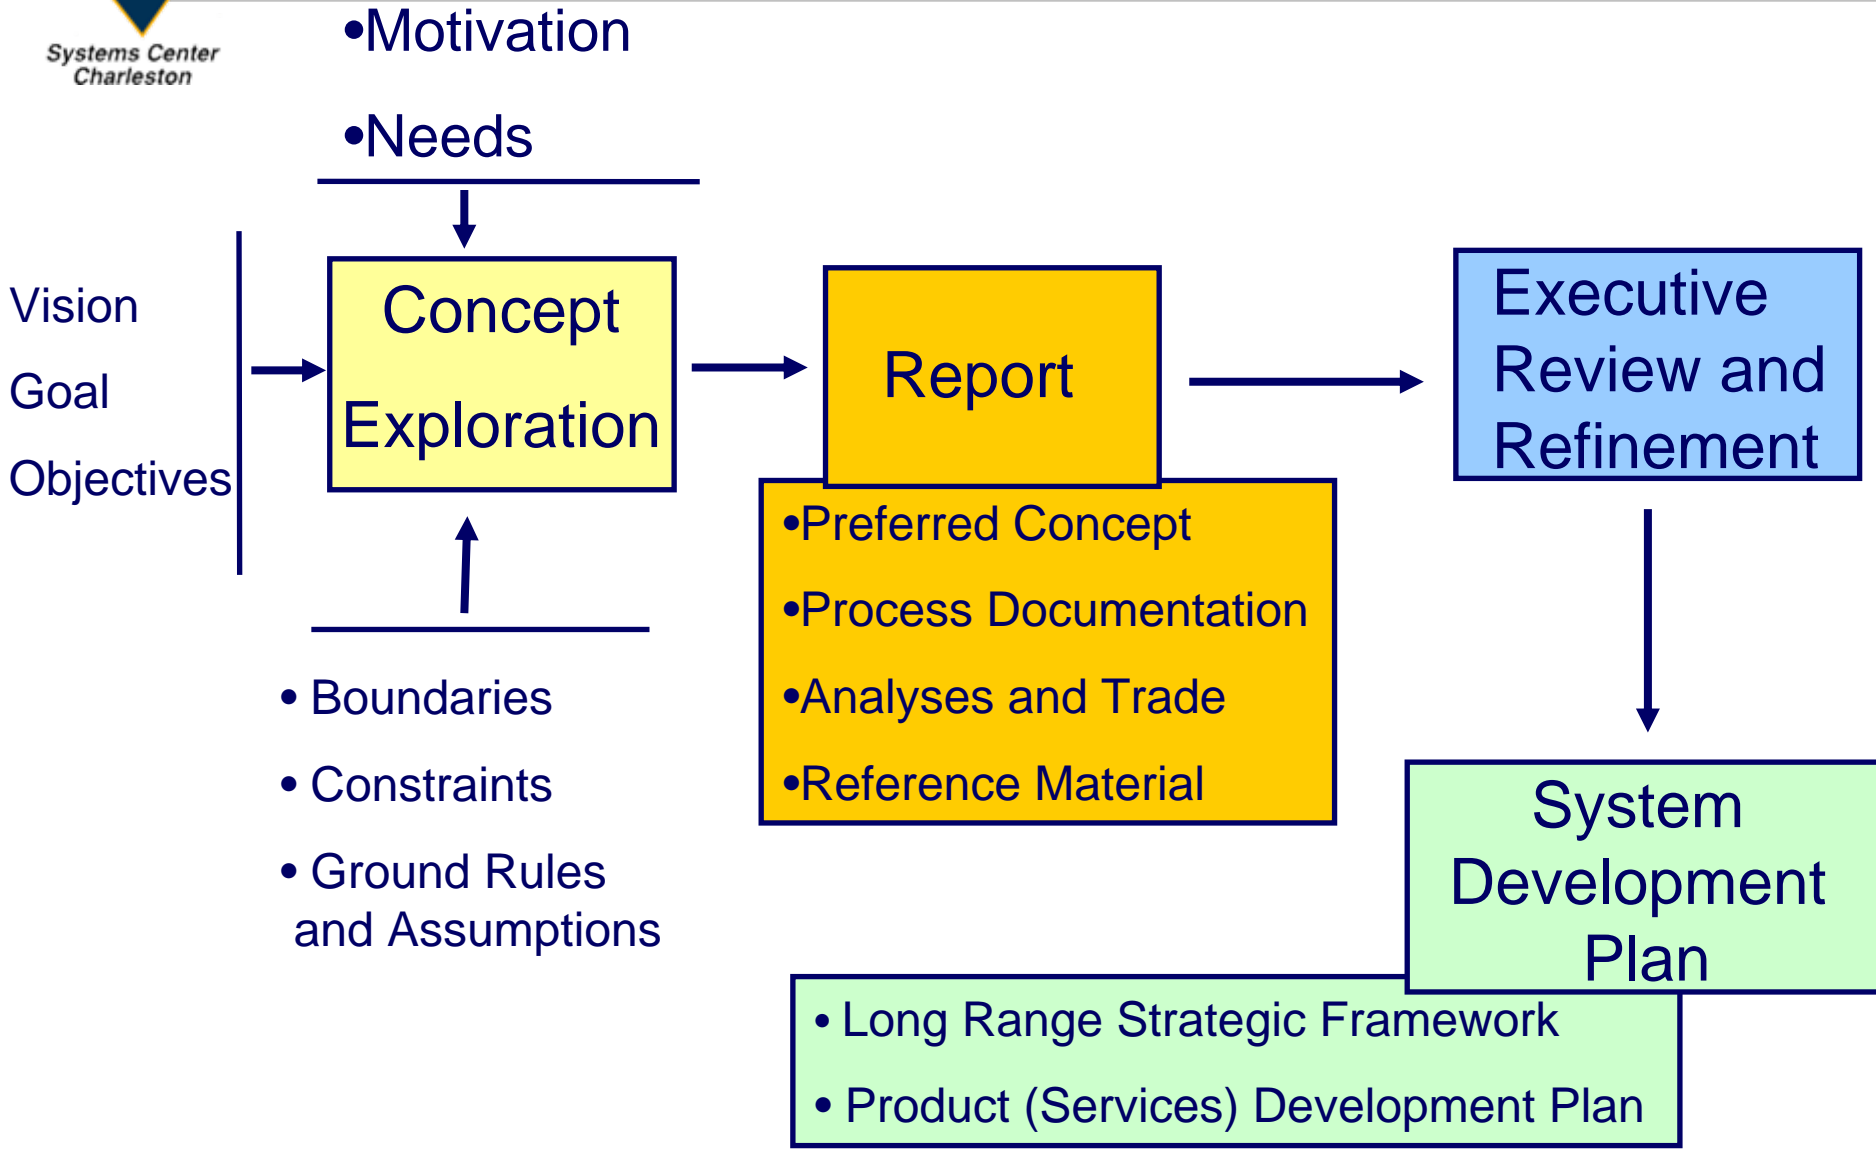 Systems Center
Charleston
•Motivation
•Needs
Vision
Goal
Objectives
Concept
Exploration
• Boundaries
• Constraints
• Ground Rules
and Assumptions
Report
•Preferred Concept
•Process Documentation
•Analyses and Trade
•Reference Material
Executive
Review and
Refinement
System
Development
Plan
• Long Range Strategic Framework
• Product (Services) Development Plan